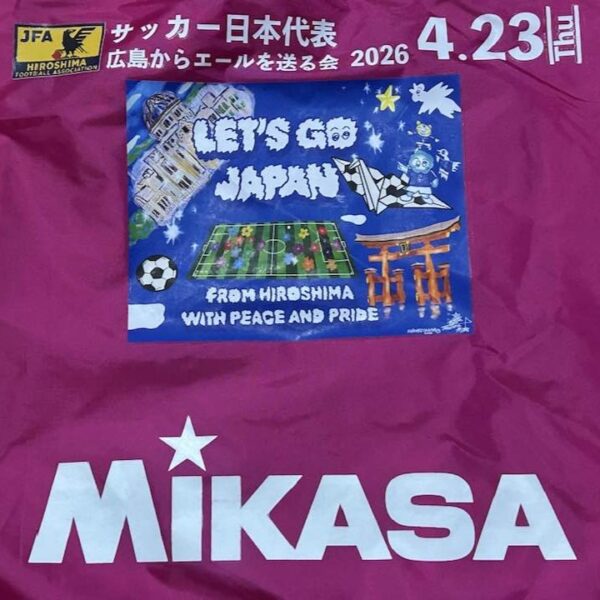 JFA
HIROSHIMA
FOOTBALL ASSOCIATION
サッカー日本代表
広島からエールを送る会 2026 4.23 Thu
LET'S GO
JAPAN
FROM HIROSHIMA
WITH PEACE AND PRIDE
MiKASA